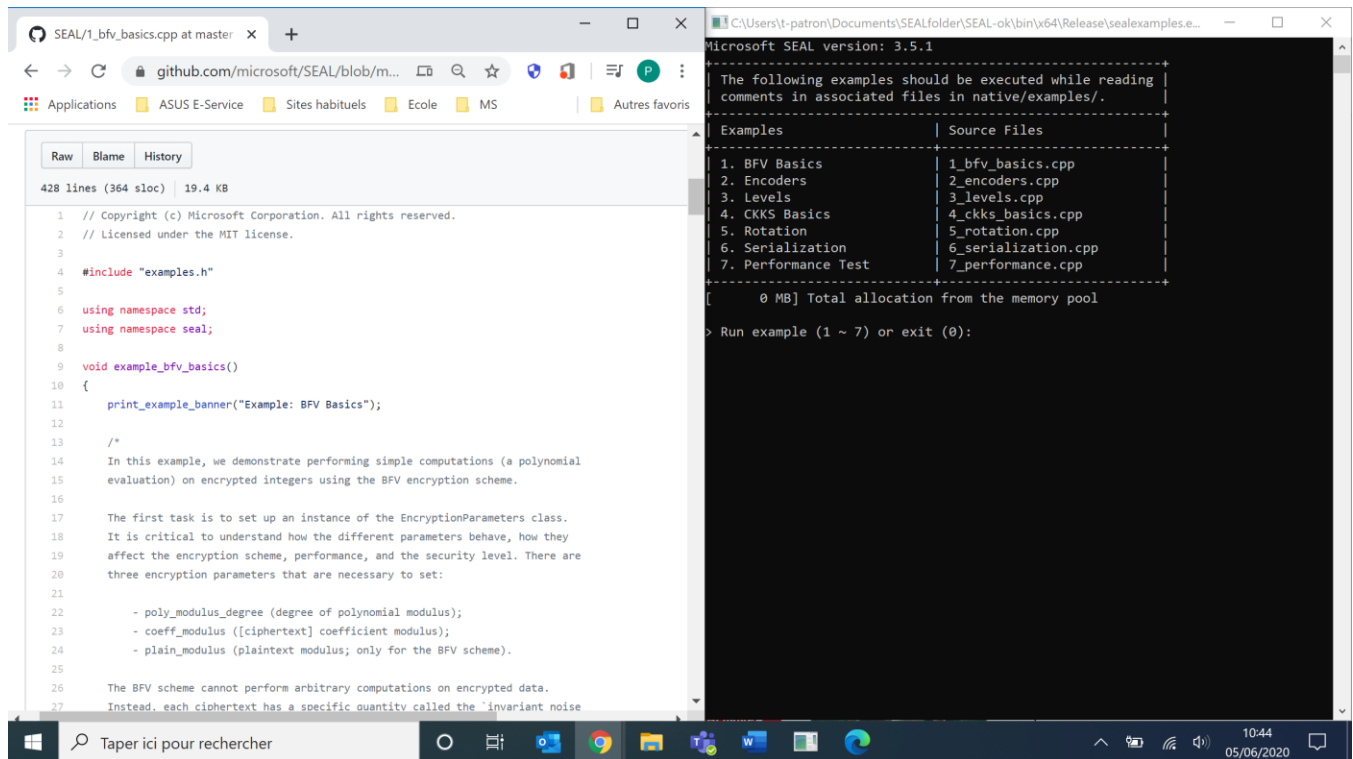 SEAL/1_bfv_basics.cpp at master
github.com/microsoft/SEAL/blob/m...
P
Applications ASUS E-Service Sites habituels Ecole MS Autres favoris
Raw Blame History
428 lines (364 sloc) 19.4 KB
1 // Copyright (c) Microsoft Corporation. All rights reserved.
2 // Licensed under the MIT license.
3
4 #include "examples.h"
5
6 using namespace std;
7 using namespace seal;
8
9 void example_bfv_basics()
10 {
11 print_example_banner("Example: BFV Basics");
12
13 /*
14 In this example, we demonstrate performing simple computations (a polynomial
15 evaluation) on encrypted integers using the BFV encryption scheme.
16
17 The first task is to set up an instance of the EncryptionParameters class.
18 It is critical to understand how the different parameters behave, how they
19 affect the encryption scheme, performance, and the security level. There are
20 three encryption parameters that are necessary to set:
21
22 - poly_modulus_degree (degree of polynomial modulus);
23 - coeff_modulus ([ciphertext] coefficient modulus);
24 - plain_modulus (plaintext modulus; only for the BFV scheme).
25
26 The BFV scheme cannot perform arbitrary computations on encrypted data.
27 Instead, each ciphertext has a specific quantity called the `invariant noise
C:\Users\t-patron\Documents\SEALfolder\SEAL-ok\bin\x64\Release\sealexamples.e...
Microsoft SEAL version: 3.5.1
+---------------------------------------------------------+
| The following examples should be executed while reading |
| comments in associated files in native/examples/. |
+---------------------------------------------------------+
| Examples | Source Files |
+----------------------------+----------------------------+
| 1. BFV Basics | 1_bfv_basics.cpp |
| 2. Encoders | 2_encoders.cpp |
| 3. Levels | 3_levels.cpp |
| 4. CKKS Basics | 4_ckks_basics.cpp |
| 5. Rotation | 5_rotation.cpp |
| 6. Serialization | 6_serialization.cpp |
| 7. Performance Test | 7_performance.cpp |
+----------------------------+----------------------------+
[ 0 MB] Total allocation from the memory pool
> Run example (1 ~ 7) or exit (0):
Taper ici pour rechercher
10:44
05/06/2020